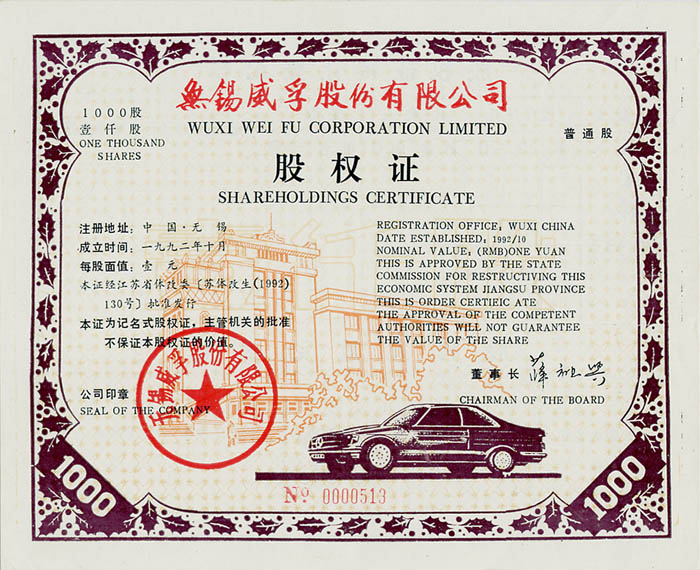 無錫威孚股份有限公司
WUXI WEI FU CORPORATION LIMITED
1000股
壹仟股
ONE THOUSAND
SHARES
普通股
股权证
SHAREHOLDINGS CERTIFICATE
注册地址：中国·无锡
成立时间：一九九二年十月
每股面值：壹元
本证经江苏省体改委〔苏体改生(1992)
130号〕批准发行
本证为记名式股权证，主管机关的批准
不保证本股权证的价值。
REGISTRATION OFFICE; WUXI CHINA
DATE ESTABLISHED; 1992/10
NOMINAL VALUE; (RMB)ONE YUAN
THIS IS APPROVED BY THE STATE
COMMISSION FOR RESTRUCTIVING THIS
ECONOMIC SYSTEM JIANGSU PROVINCE
THIS IS ORDER CERTIEIC ATE
THE APPROVAL OF THE COMPETENT
AUTHORITIES WILL NOT GUARANTEE
THE VALUE OF THE SHARE
公司印章
SEAL OF THE COMPANY
无锡威孚股份有限公司
董事长 薛祖兴
CHAIRMAN OF THE BOARD
1000
№ 0000513
1000